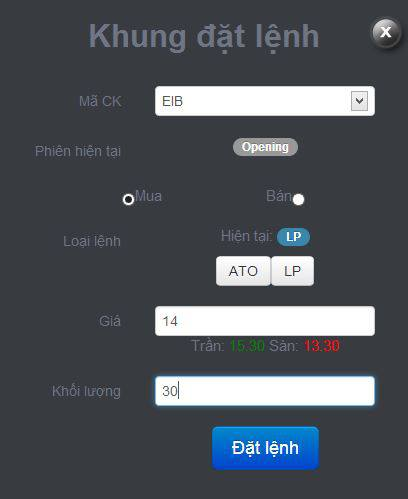 Khung đặt lệnh
x
Mã CK EIB
Phiên hiện tại Opening
Mua Bán
Hiện tại: LP
Loại lệnh
ATO LP
Giá 14
Trần: 15.30 Sàn: 13.30
Khối lượng 30
Đặt lệnh